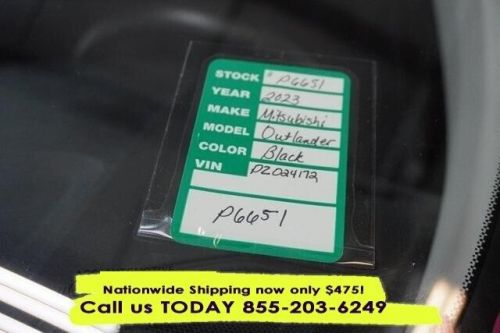 STOCK # P6651
YEAR 2023
MAKE Mitsubishi
MODEL Outlander
COLOR Black
VIN PZ024172
P6651
Nationwide Shipping now only $475!
Call us TODAY 855-203-6249